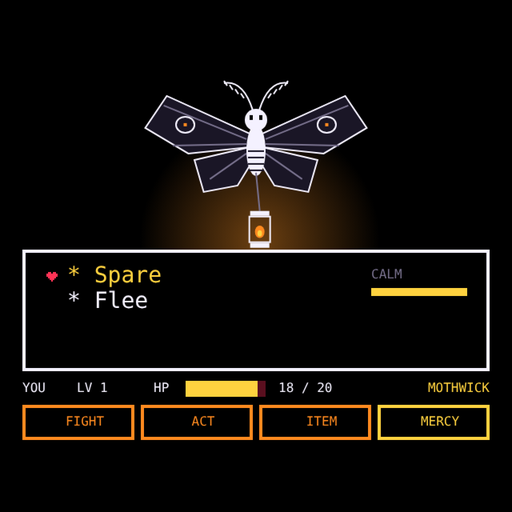 * Spare
CALM
* Flee
YOU LV 1 HP 18 / 20 MOTHWICK
FIGHT ACT ITEM MERCY